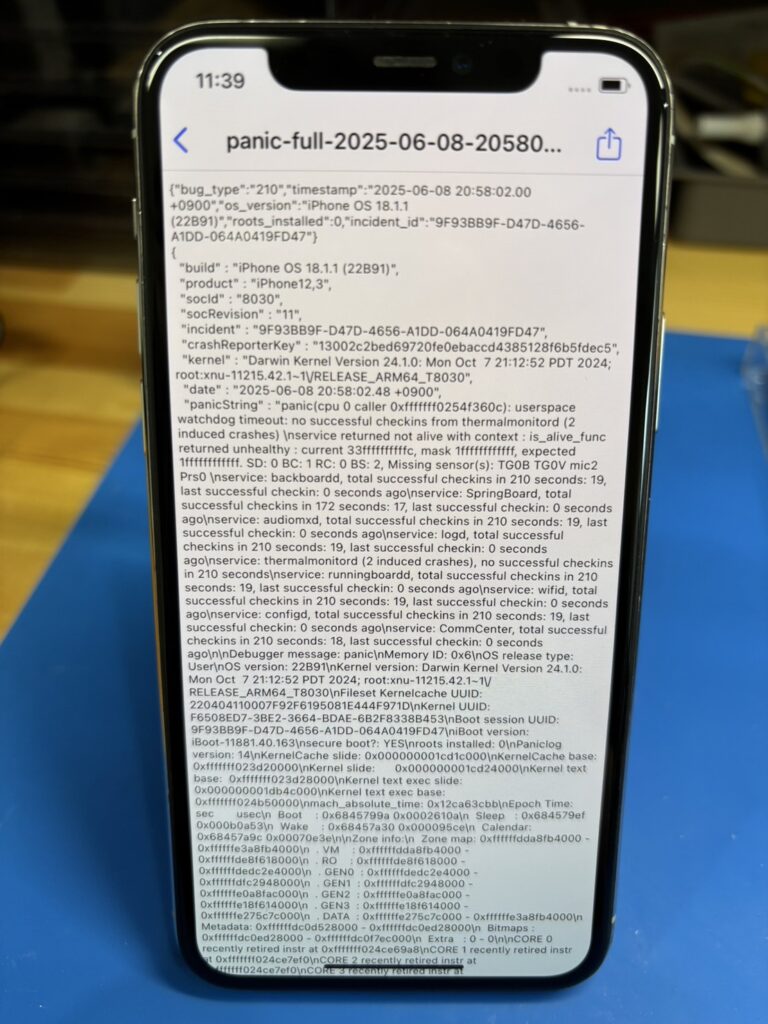 11:39
panic-full-2025-06-08-20580...
{"bug_type":"210","timestamp":"2025-06-08 20:58:02.00
+0900","os_version":"iPhone OS 18.1.1
(22B91)","roots_installed":0,"incident_id":"9F93BB9F-D47D-4656-
A1DD-064A0419FD47"}
{
"build" : "iPhone OS 18.1.1 (22B91)",
"product" : "iPhone12,3",
"socId" : "8030",
"socRevision" : "11",
"incident" : "9F93BB9F-D47D-4656-A1DD-064A0419FD47",
"crashReporterKey" : "13002c2bed69720fe0ebaccd4385128f6b5fdec5",
"kernel" : "Darwin Kernel Version 24.1.0: Mon Oct  7 21:12:52 PDT 2024;
root:xnu-11215.42.1~1\/RELEASE_ARM64_T8030",
"date" : "2025-06-08 20:58:02.48 +0900",
"panicString" : "panic(cpu 0 caller 0xfffffff0254f360c): userspace
watchdog timeout: no successful checkins from thermalmonitord (2
induced crashes) \nservice returned not alive with context : is_alive_func
returned unhealthy : current 33ffffffffffc, mask 1fffffffffffff, expected
1fffffffffffff. SD: 0 BC: 1 RC: 0 BS: 2, Missing sensor(s): TG0B TG0V mic2
Prs0 \nservice: backboardd, total successful checkins in 210 seconds: 19,
last successful checkin: 0 seconds ago\nservice: SpringBoard, total
successful checkins in 172 seconds: 17, last successful checkin: 0 seconds
ago\nservice: audiomxd, total successful checkins in 210 seconds: 19, last
successful checkin: 0 seconds ago\nservice: logd, total successful
checkins in 210 seconds: 19, last successful checkin: 0 seconds
ago\nservice: thermalmonitord (2 induced crashes), no successful checkins
in 210 seconds\nservice: runningboardd, total successful checkins in 210
seconds: 19, last successful checkin: 0 seconds ago\nservice: wifid, total
successful checkins in 210 seconds: 19, last successful checkin: 0 seconds
ago\nservice: configd, total successful checkins in 210 seconds: 19,
last successful checkin: 0 seconds ago\nservice: CommCenter, total successful
checkins in 210 seconds: 18, last successful checkin: 0 seconds
ago\n\nDebugger message: panic\nMemory ID: 0x6\nOS release type:
User\nOS version: 22B91\nKernel version: Darwin Kernel Version 24.1.0:
Mon Oct  7 21:12:52 PDT 2024; root:xnu-11215.42.1~1\/
RELEASE_ARM64_T8030\nFileset Kernelcache UUID:
220404110007F92F6195081E444F971D\nKernel UUID:
F6508ED7-3BE2-3664-BDAE-6B2F8338B453\nBoot session UUID:
9F93BB9F-D47D-4656-A1DD-064A0419FD47\niBoot version:
iBoot-11881.40.163\nsecure boot?: YES\nroots installed: 0\nPaniclog
version: 14\nKernelCache slide: 0x000000001cd1c000\nKernelCache base:
0xfffffff023d20000\nKernel slide:      0x000000001cd24000\nKernel text
base:  0xfffffff023d28000\nKernel text exec slide:
0x000000001db4c000\nKernel text exec base:
0xfffffff024b50000\nmach_absolute_time: 0x12ca63cbb\nEpoch Time:
sec       usec\n  Boot    : 0x6845799a 0x0002610a\n  Sleep   : 0x684579ef
0x000b0a53\n  Wake    : 0x68457a30 0x000095ce\n  Calendar:
0x68457a9c 0x00070e3e\n\nZone info:\n  Zone map: 0xffffffdda8fb4000 -
0xffffffe3a8fb4000\n  . VM    : 0xffffffdda8fb4000 -
0xffffffde8f618000\n  . RO    : 0xffffffde8f618000 -
0xffffffdedc2e4000\n  . GEN0  : 0xffffffdedc2e4000 -
0xffffffdfc2948000\n  . GEN1  : 0xffffffdfc2948000 -
0xffffffe0a8fac000\n  . GEN2  : 0xffffffe0a8fac000 -
0xffffffe18f614000\n  . GEN3  : 0xffffffe18f614000 -
0xffffffe275c7c000\n  . DATA  : 0xffffffe275c7c000 - 0xffffffe3a8fb4000\n
Metadata: 0xffffffdc0d528000 - 0xffffffdc0ed28000\n  Bitmaps :
0xffffffdc0ed28000 - 0xffffffdc0f7ec000\n  Extra   : 0 - 0\n\nCORE 0
recently retired instr at 0xfffffff024ce69a8\nCORE 1 recently retired instr
at 0xfffffff024ce7ef0\nCORE 2 recently retired instr at
0xfffffff024ce7ef0\nCORE 3 recently retired instr at